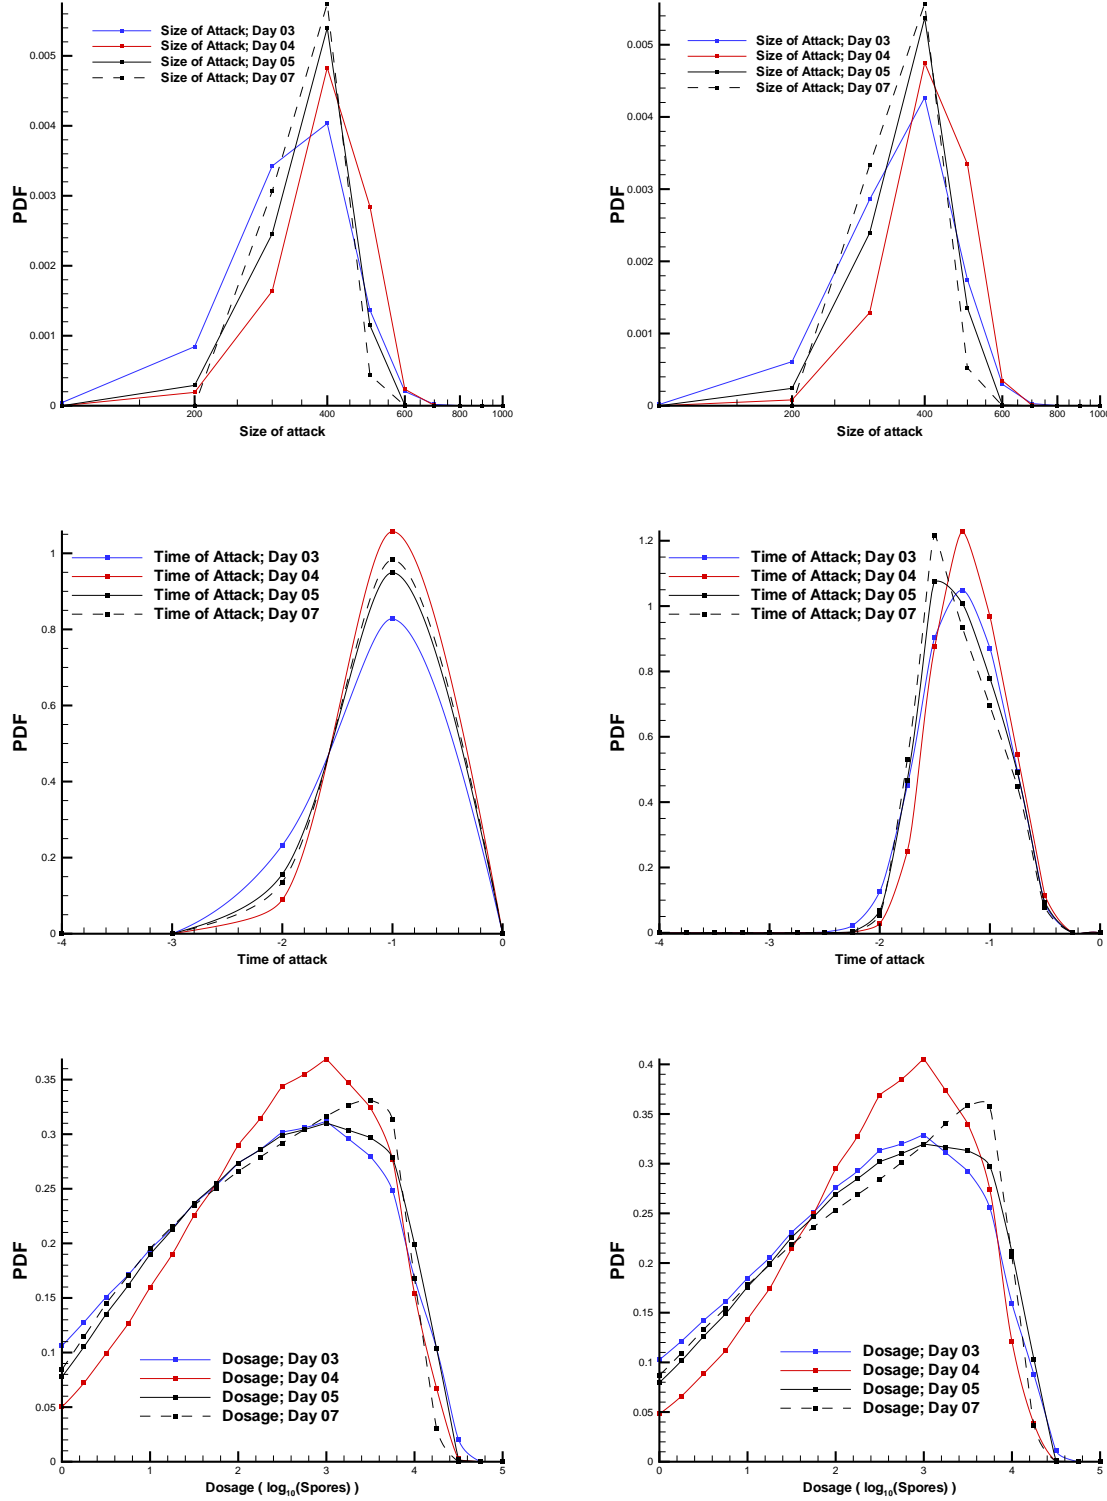 Size of Attack; Day 03
Size of Attack; Day 04
Size of Attack; Day 05
Size of Attack; Day 07
PDF
0.005
0.004
0.003
0.002
0.001
0
200 400 600 800 1000
Size of attack
Size of Attack; Day 03
Size of Attack; Day 04
Size of Attack; Day 05
Size of Attack; Day 07
PDF
0.005
0.004
0.003
0.002
0.001
0
200 400 600 800 1000
Size of attack
Time of Attack; Day 03
Time of Attack; Day 04
Time of Attack; Day 05
Time of Attack; Day 07
PDF
1
0.8
0.6
0.4
0.2
0
-4 -3 -2 -1 0
Time of attack
Time of Attack; Day 03
Time of Attack; Day 04
Time of Attack; Day 05
Time of Attack; Day 07
PDF
1.2
1
0.8
0.6
0.4
0.2
0
-4 -3 -2 -1 0
Time of attack
PDF
0.35
0.3
0.25
0.2
0.15
0.1
0.05
0
Dosage; Day 03
Dosage; Day 04
Dosage; Day 05
Dosage; Day 07
0 1 2 3 4 5
Dosage ( log10(Spores) )
PDF
0.4
0.35
0.3
0.25
0.2
0.15
0.1
0.05
0
Dosage; Day 03
Dosage; Day 04
Dosage; Day 05
Dosage; Day 07
0 1 2 3 4 5
Dosage ( log10(Spores) )